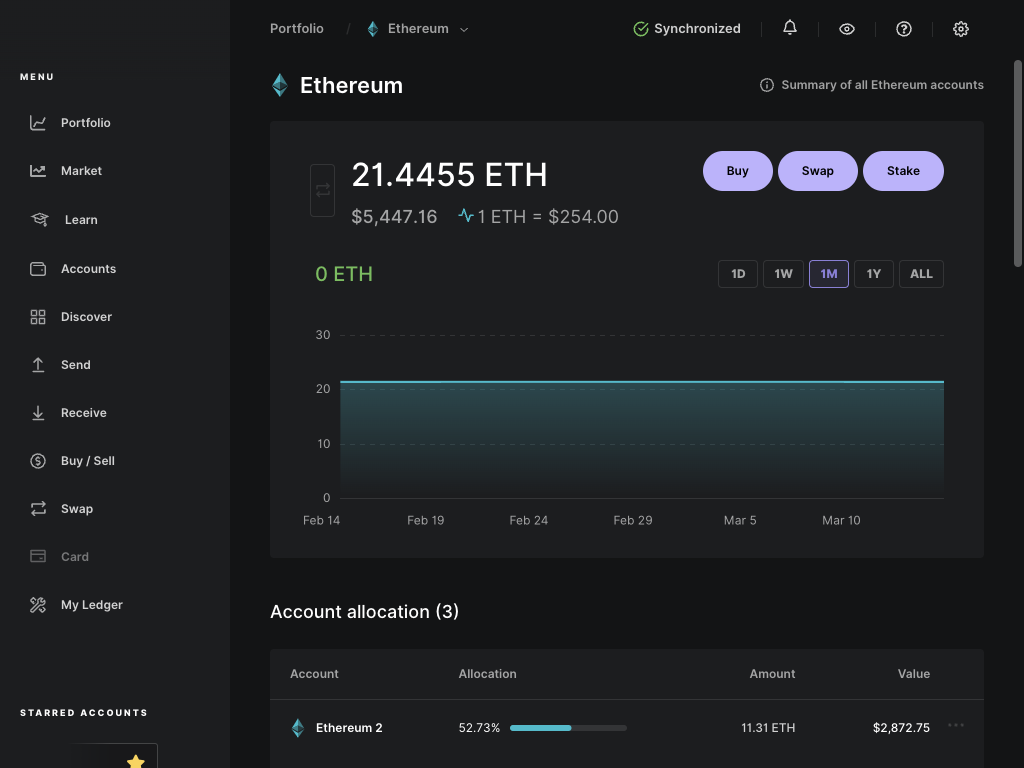 Portfolio / Ethereum
Synchronized
MENU
Portfolio
Market
Learn
Accounts
Discover
Send
Receive
Buy / Sell
Swap
Card
My Ledger
STARRED ACCOUNTS
Ethereum
Summary of all Ethereum accounts
21.4455 ETH
$5,447.16 1 ETH = $254.00
Buy Swap Stake
0 ETH
1D 1W 1M 1Y ALL
30
20
10
0
Feb 14 Feb 19 Feb 24 Feb 29 Mar 5 Mar 10
Account allocation (3)
Account Allocation Amount Value
Ethereum 2 52.73% 11.31 ETH $2,872.75